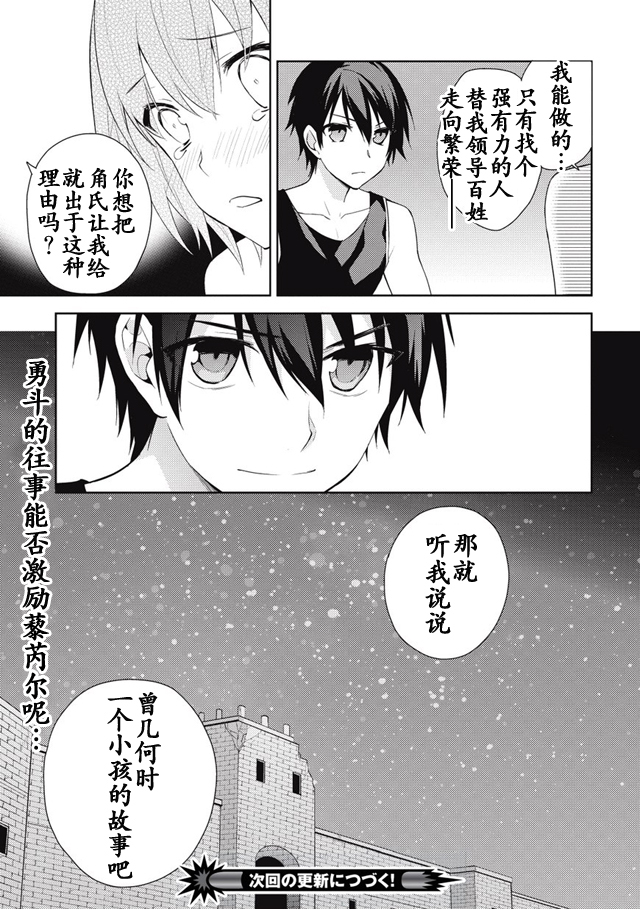 我能做的…
只有找个
强有力的人
替我领导百姓
走向繁荣——
你想把
角氏让我给
就出于这种
理由吗？
那就
听我说说
曾几何时
一个小孩的故事吧
勇斗的往事能否激励藜芮尔呢…
次回の更新につづく！